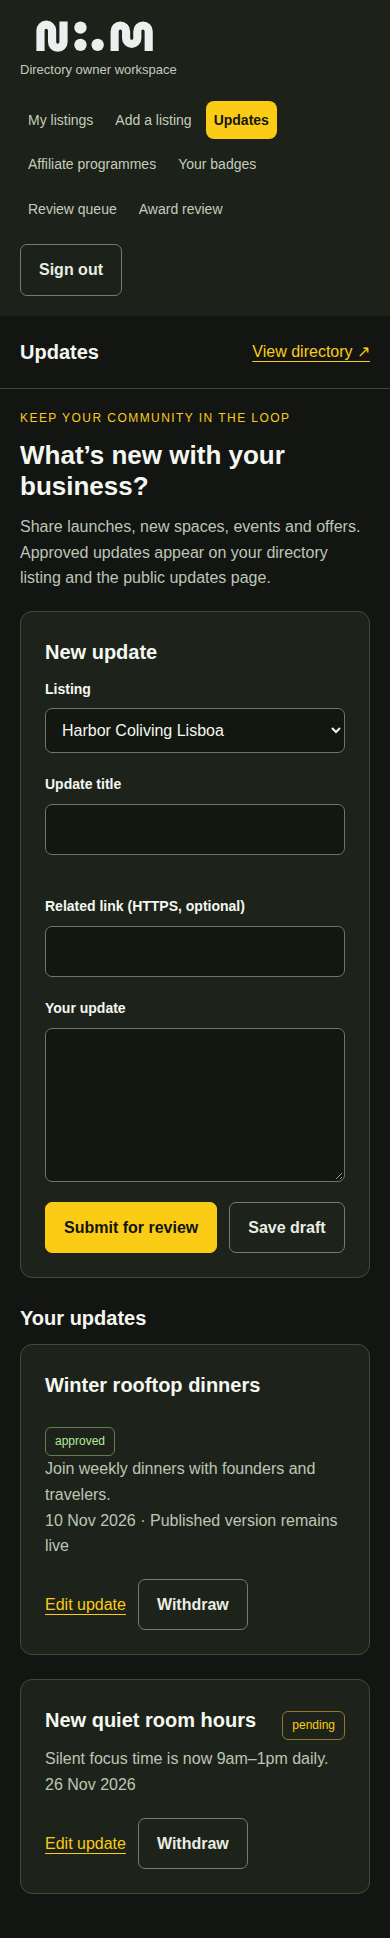 Directory owner workspace
My listings
Add a listing
Updates
Affiliate programmes
Your badges
Review queue
Award review
Sign out
Updates
View directory ↗
KEEP YOUR COMMUNITY IN THE LOOP
What’s new with your
business?
Share launches, new spaces, events and offers.
Approved updates appear on your directory
listing and the public updates page.
New update
Listing
Harbor Coliving Lisboa
Update title
Related link (HTTPS, optional)
Your update
Submit for review
Save draft
Your updates
Winter rooftop dinners
approved
Join weekly dinners with founders and
travelers.
10 Nov 2026 · Published version remains
live
Edit update
Withdraw
New quiet room hours
pending
Silent focus time is now 9am–1pm daily.
26 Nov 2026
Edit update
Withdraw